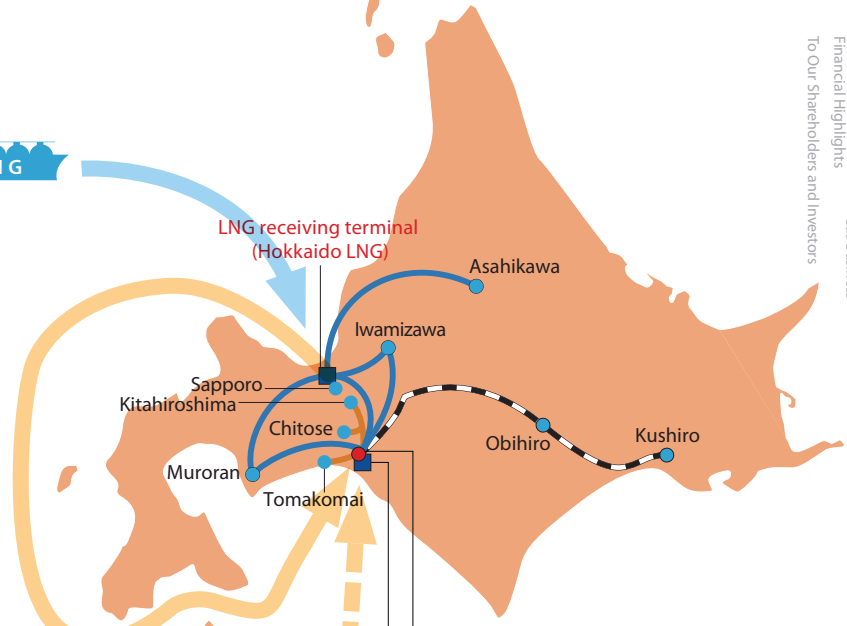 Financial Highlights
To Our Shareholders and Investors
G
LNG receiving terminal
(Hokkaido LNG)
Asahikawa
Iwamizawa
Sapporo
Kitahiroshima
Chitose
Obihiro
Kushiro
Muroran
Tomakomai